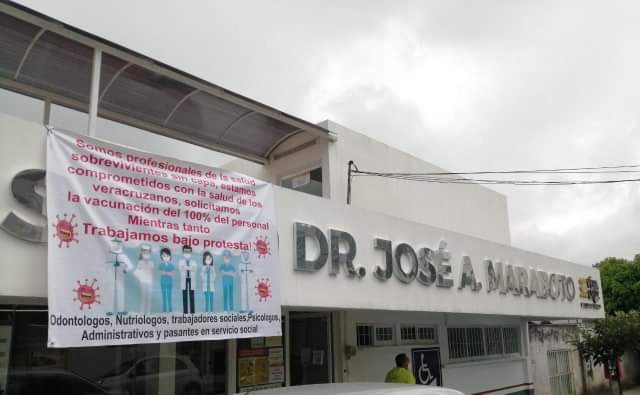 Somos profesionales de la salud
sobrevivientes sin capa, estamos
comprometidos con la salud de los
veracruzanos, solicitamos
la vacunación del 100% del personal
Mientras tanto
Trabajamos bajo protesta!
Odontologos, Nutriologos, trabajadores sociales,Psicologos,
Administrativos y pasantes en servicio social
DR. JOSÉ A. MARABOTO